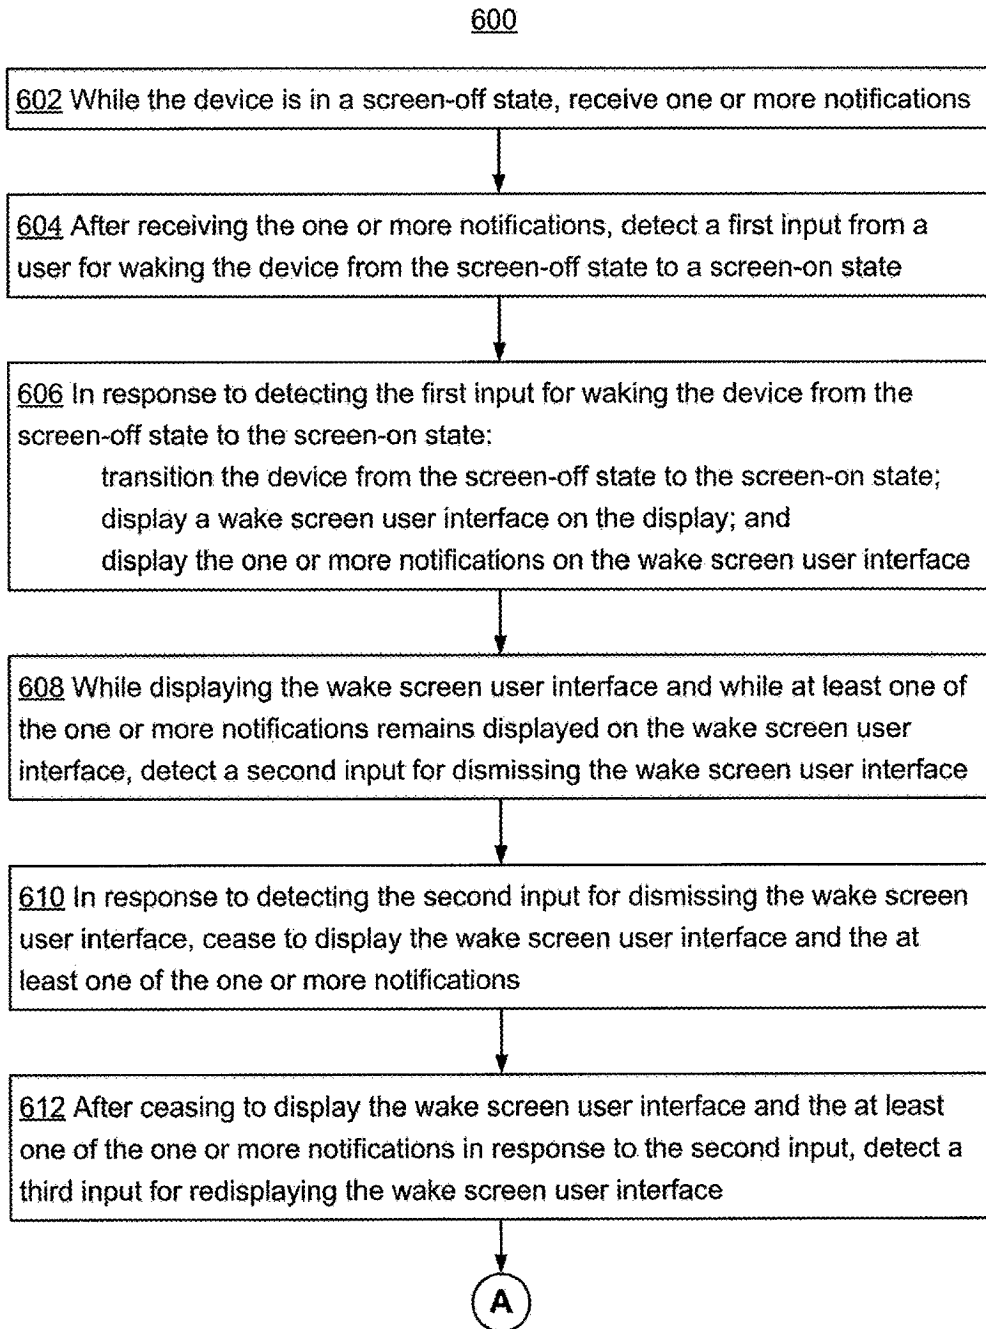 600
602 While the device is in a screen-off state, receive one or more notifications
604 After receiving the one or more notifications, detect a first input from a
user for waking the device from the screen-off state to a screen-on state
606 In response to detecting the first input for waking the device from the
screen-off state to the screen-on state:
transition the device from the screen-off state to the screen-on state;
display a wake screen user interface on the display; and
display the one or more notifications on the wake screen user interface
608 While displaying the wake screen user interface and while at least one of
the one or more notifications remains displayed on the wake screen user
interface, detect a second input for dismissing the wake screen user interface
610 In response to detecting the second input for dismissing the wake screen
user interface, cease to display the wake screen user interface and the at
least one of the one or more notifications
612 After ceasing to display the wake screen user interface and the at least
one of the one or more notifications in response to the second input, detect a
third input for redisplaying the wake screen user interface
A